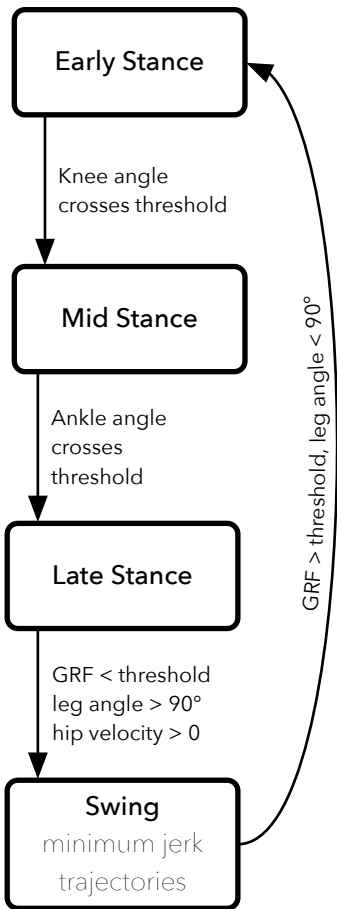 Early Stance
Knee angle
crosses threshold
Mid Stance
Ankle angle
crosses
threshold
Late Stance
GRF < threshold
leg angle > 90°
hip velocity > 0
Swing
minimum jerk
trajectories
GRF > threshold, leg angle < 90°